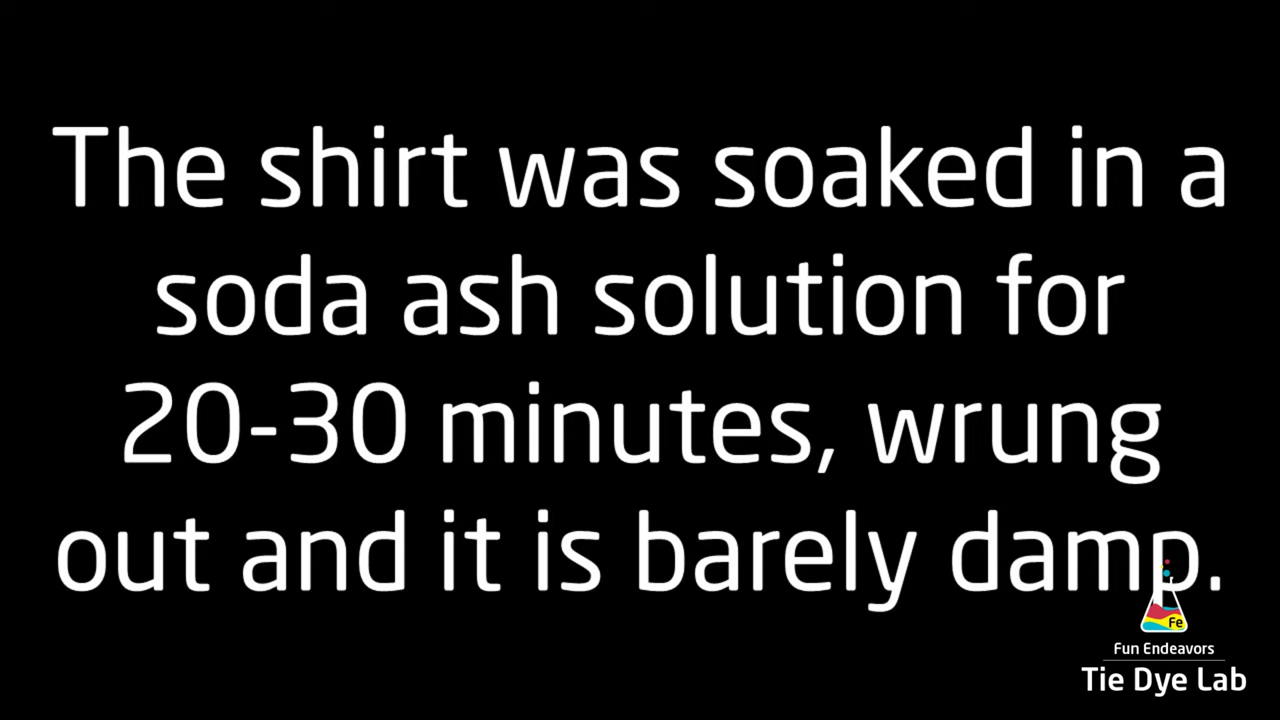 The shirt was soaked in a
soda ash solution for
20-30 minutes, wrung
out and it is barely damp.
Fe
Fun Endeavors
Tie Dye Lab